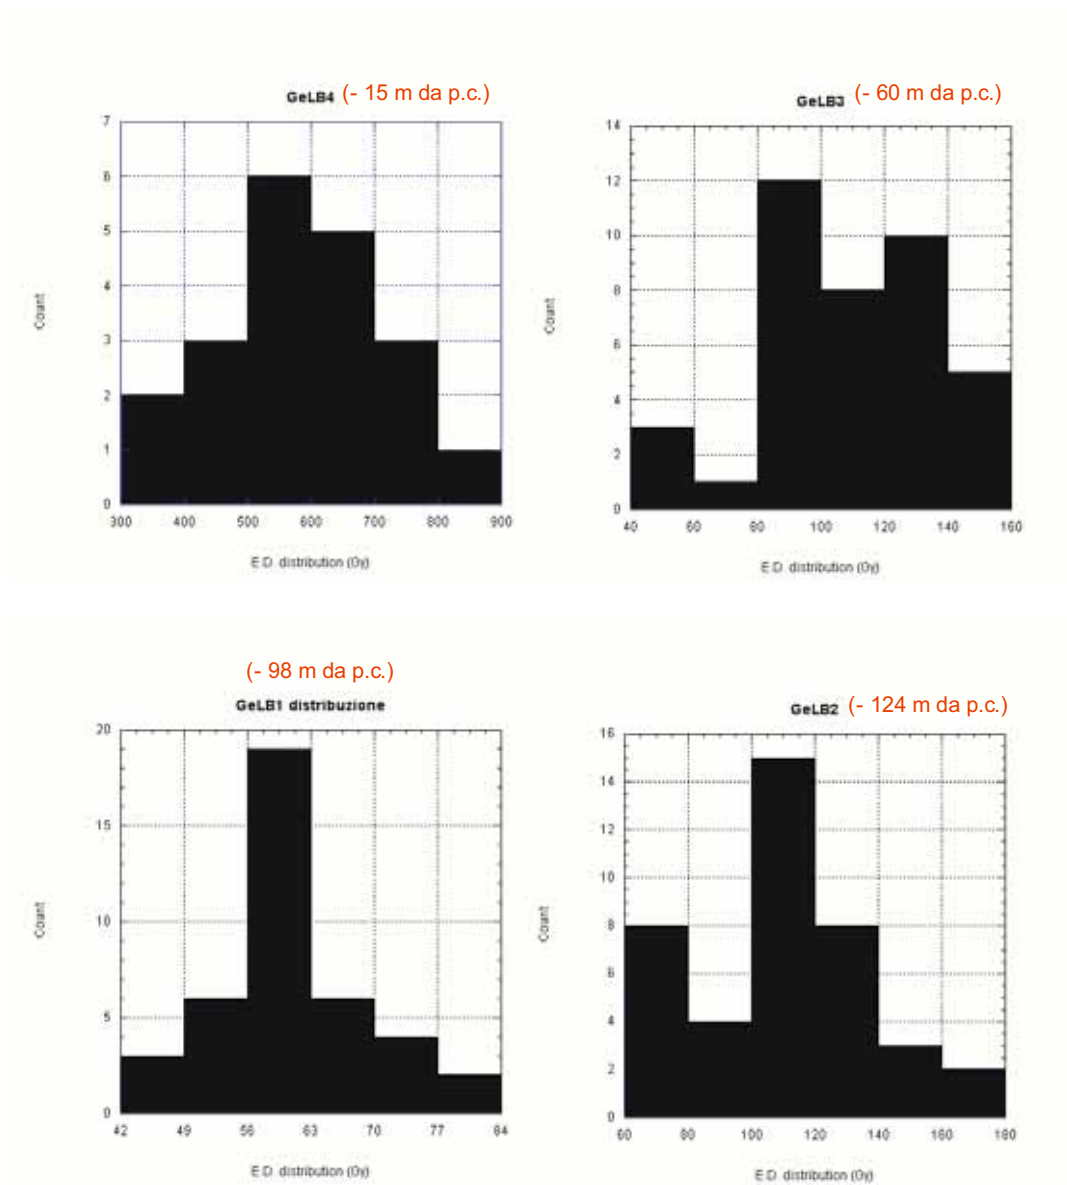 GeLB4 (- 15 m da p.c.)
7
6
5
4
3
2
1
0
Count
300 400 500 600 700 800 900
E.D. distribution (Gy)
GeLB3 (- 60 m da p.c.)
14
12
10
8
6
4
2
0
Count
40 60 80 100 120 140 160
E.D. distribution (Gy)
(- 98 m da p.c.)
GeLB1 distribuzione
20
15
10
5
0
Count
42 49 56 63 70 77 84
E.D. distribution (Gy)
GeLB2 (- 124 m da p.c.)
16
14
12
10
8
6
4
2
0
Count
60 80 100 120 140 160 180
E.D. distribution (Gy)